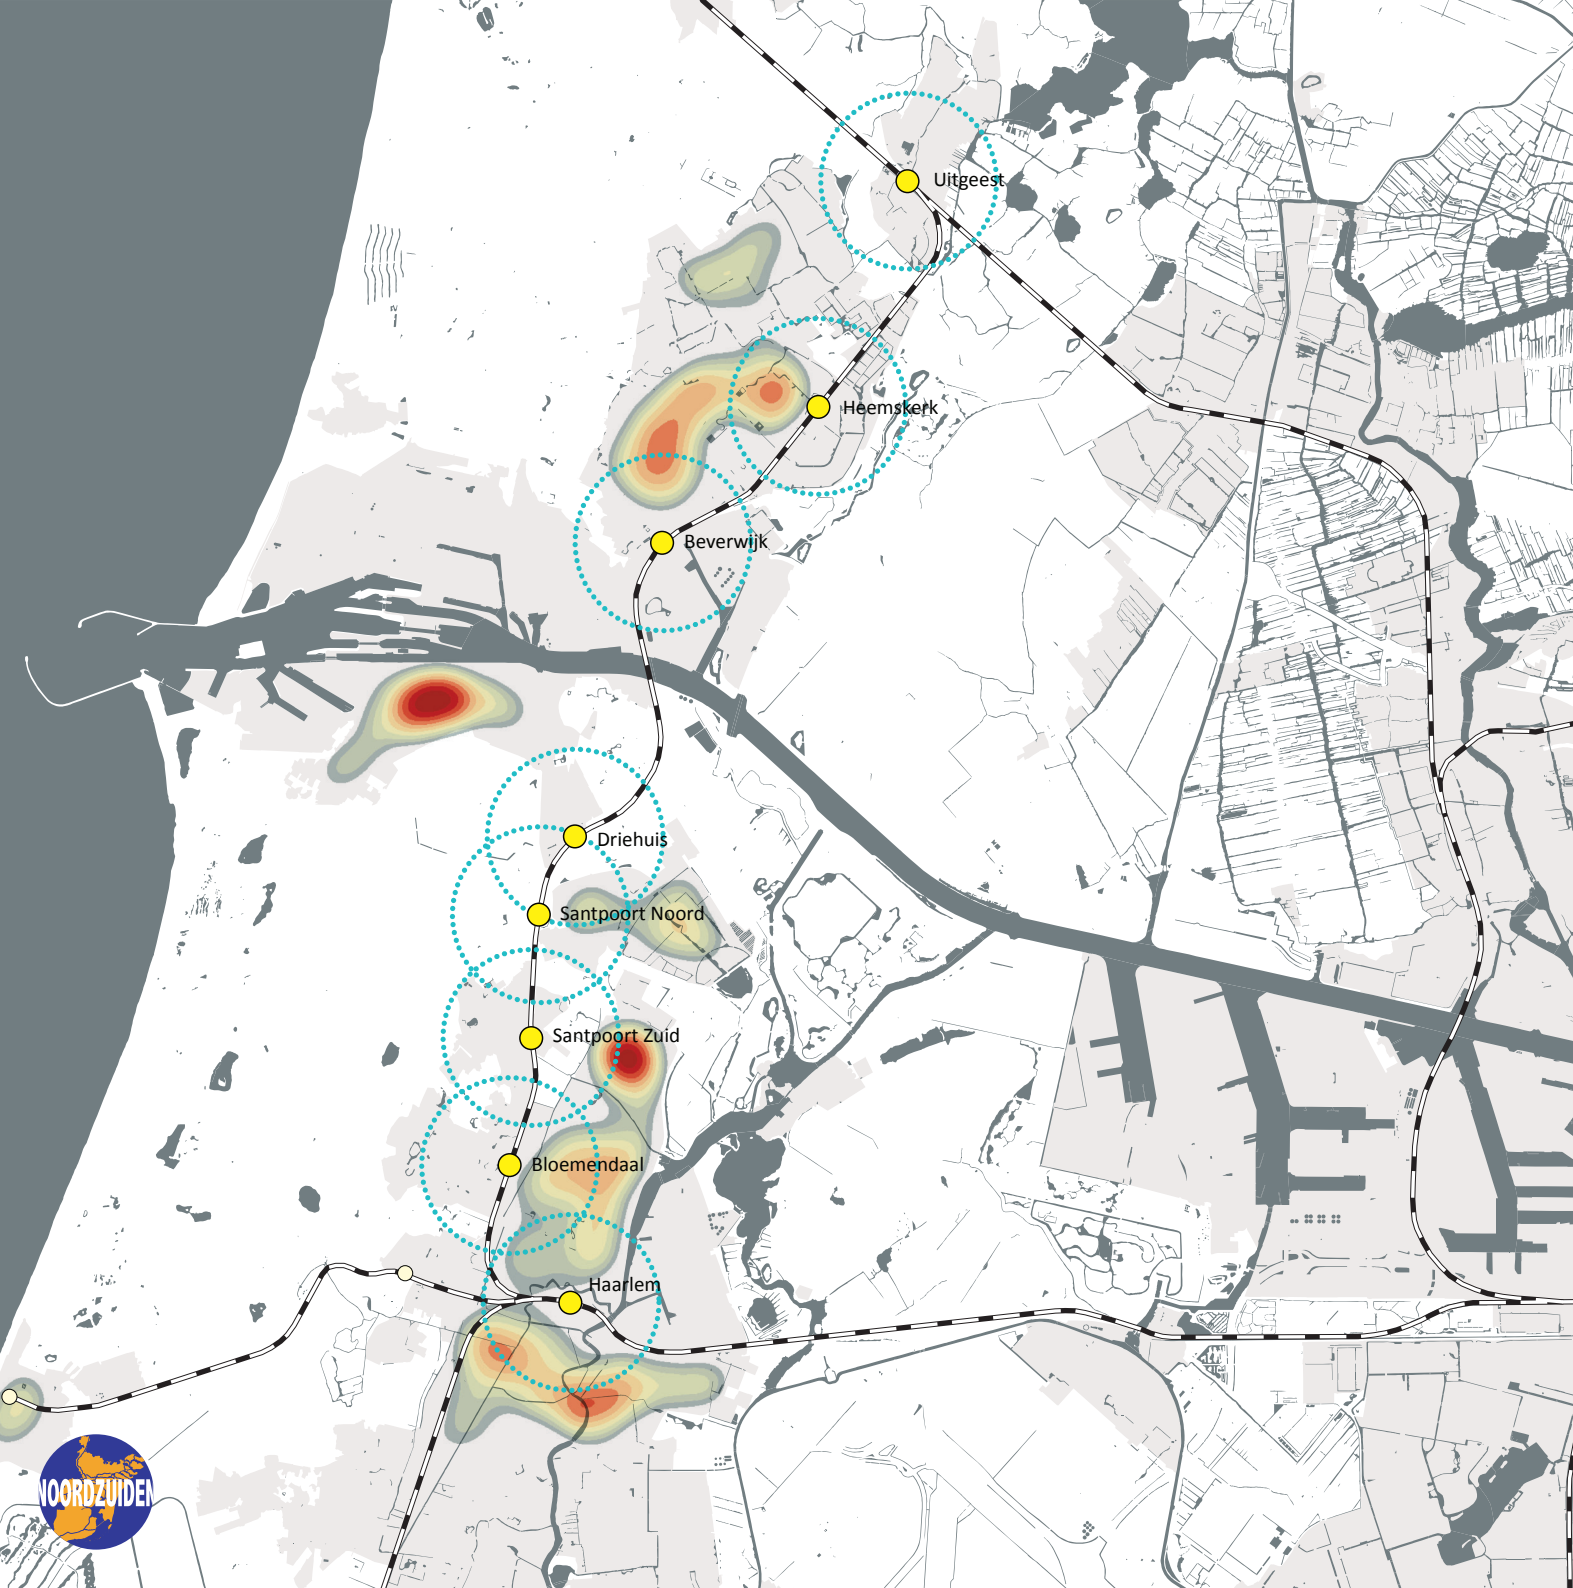 Uitgeest
Heemskerk
Beverwijk
Driehuis
Santpoort Noord
Santpoort Zuid
Bloemendaal
Haarlem
NOORDZUIDEN